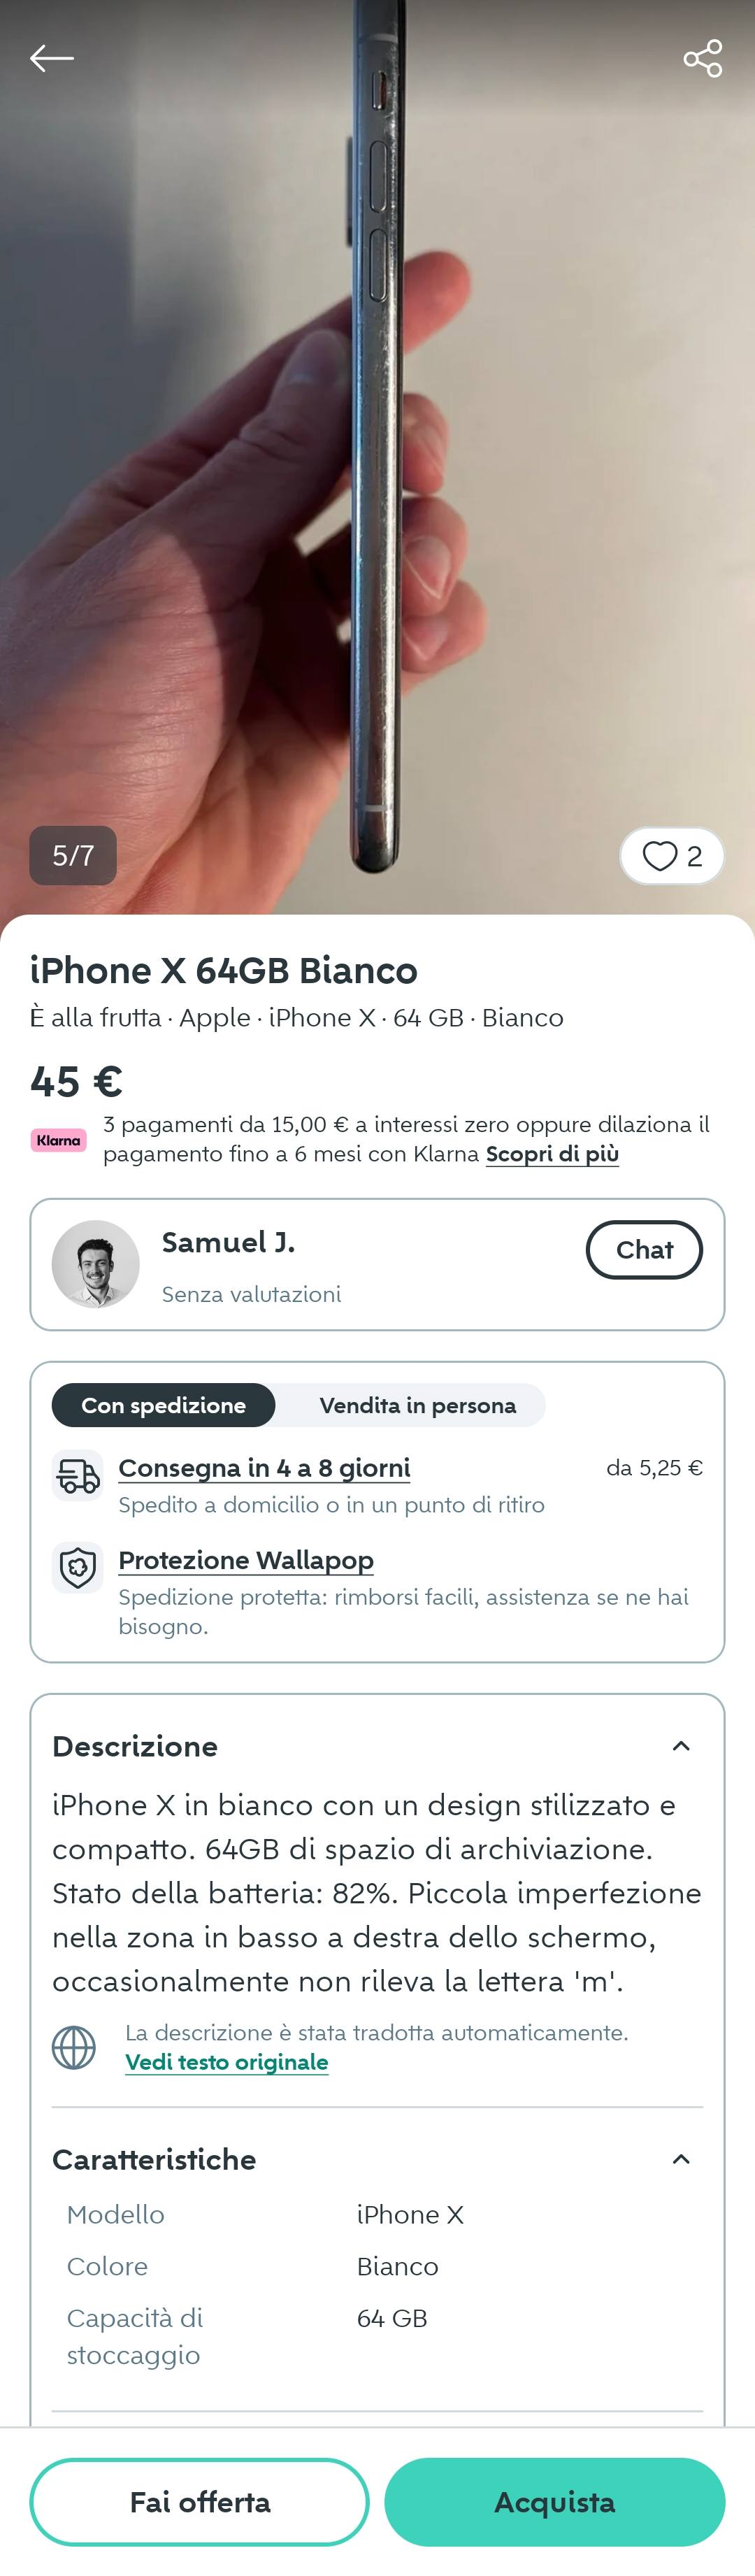 5/7
2
iPhone X 64GB Bianco
È alla frutta · Apple · iPhone X · 64 GB · Bianco
45 €
Klarna
3 pagamenti da 15,00 € a interessi zero oppure dilaziona il
pagamento fino a 6 mesi con Klarna Scopri di più
Samuel J.
Chat
Senza valutazioni
Con spedizione
Vendita in persona
Consegna in 4 a 8 giorni
da 5,25 €
Spedito a domicilio o in un punto di ritiro
Protezione Wallapop
Spedizione protetta: rimborsi facili, assistenza se ne hai
bisogno.
Descrizione
iPhone X in bianco con un design stilizzato e
compatto. 64GB di spazio di archiviazione.
Stato della batteria: 82%. Piccola imperfezione
nella zona in basso a destra dello schermo,
occasionalmente non rileva la lettera 'm'.
La descrizione è stata tradotta automaticamente.
Vedi testo originale
Caratteristiche
Modello
iPhone X
Colore
Bianco
Capacità di
stoccaggio
64 GB
Fai offerta
Acquista